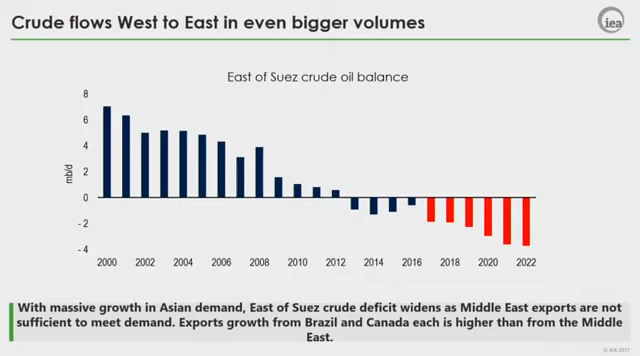 Crude flows West to East in even bigger volumes
iea
East of Suez crude oil balance
8
6
4
2
0
- 2
- 4
mb/d
2000 2002 2004 2006 2008 2010 2012 2014 2016 2018 2020 2022
With massive growth in Asian demand, East of Suez crude deficit widens as Middle East exports are not
sufficient to meet demand. Exports growth from Brazil and Canada each is higher than from the Middle
East.
© IEA 2017